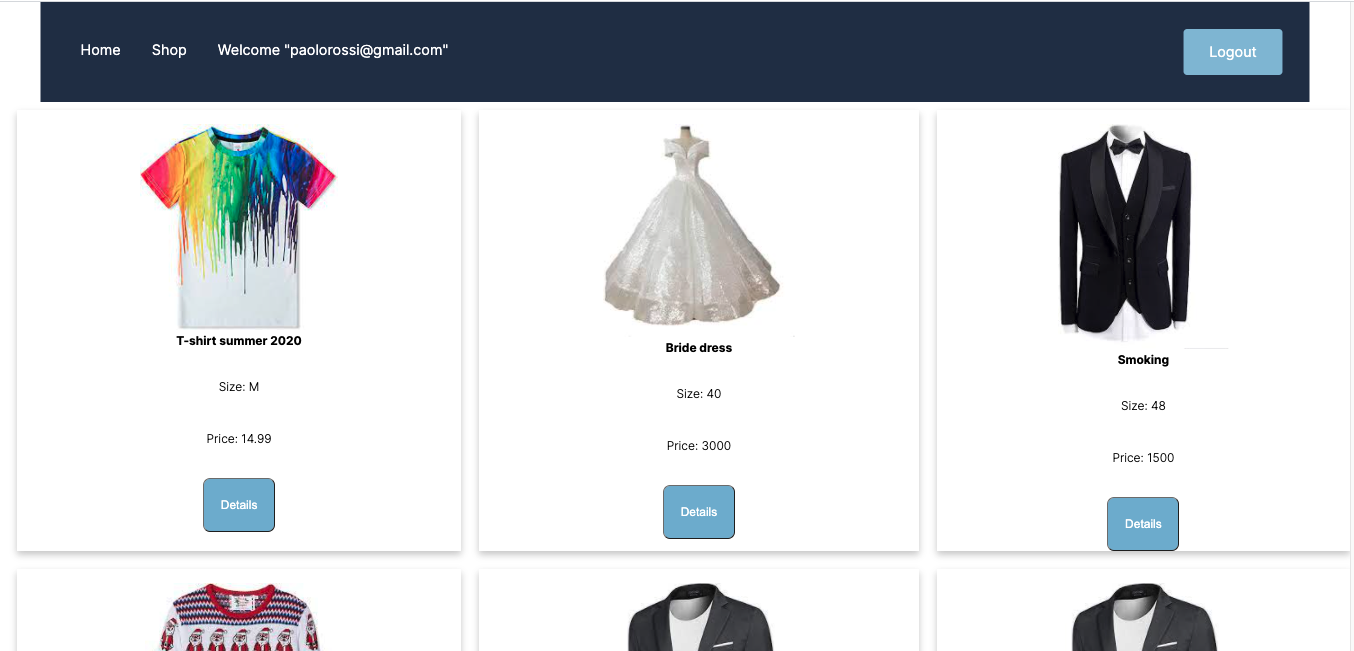 Home Shop Welcome "paolorossi@gmail.com" Logout
T-shirt summer 2020
Size: M
Price: 14.99
Details
Bride dress
Size: 40
Price: 3000
Details
Smoking
Size: 48
Price: 1500
Details